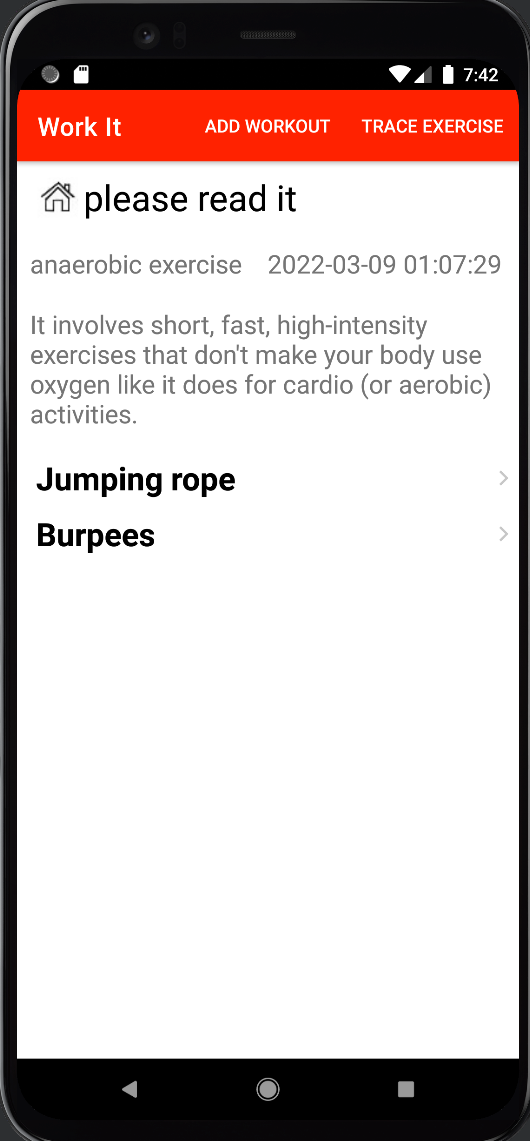 7:42
Work It ADD WORKOUT TRACE EXERCISE
please read it
anaerobic exercise 2022-03-09 01:07:29
It involves short, fast, high-intensity
exercises that don't make your body use
oxygen like it does for cardio (or aerobic)
activities.
Jumping rope
Burpees